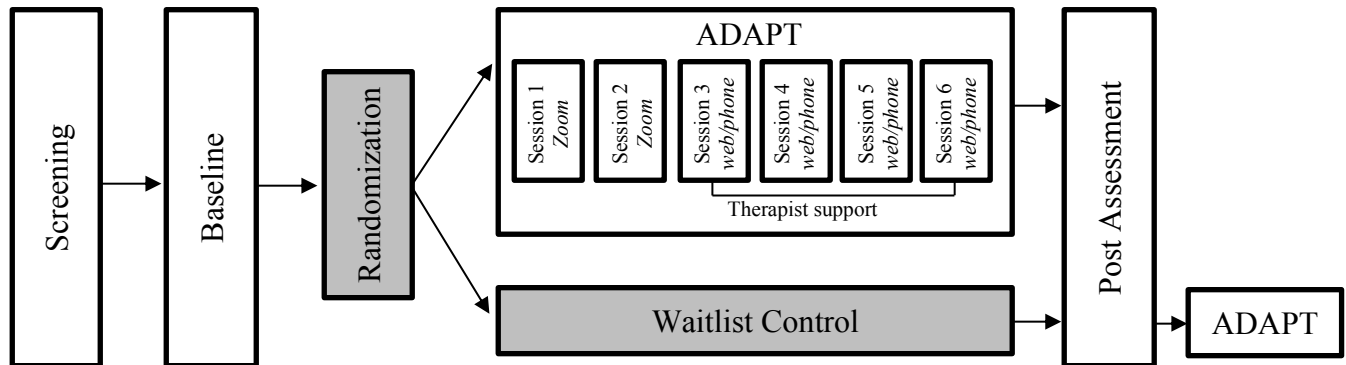 Screening
Baseline
Randomization
ADAPT
Session 1
Zoom
Session 2
Zoom
Session 3
web/phone
Session 4
web/phone
Session 5
web/phone
Session 6
web/phone
Therapist support
Waitlist Control
Post Assessment
ADAPT